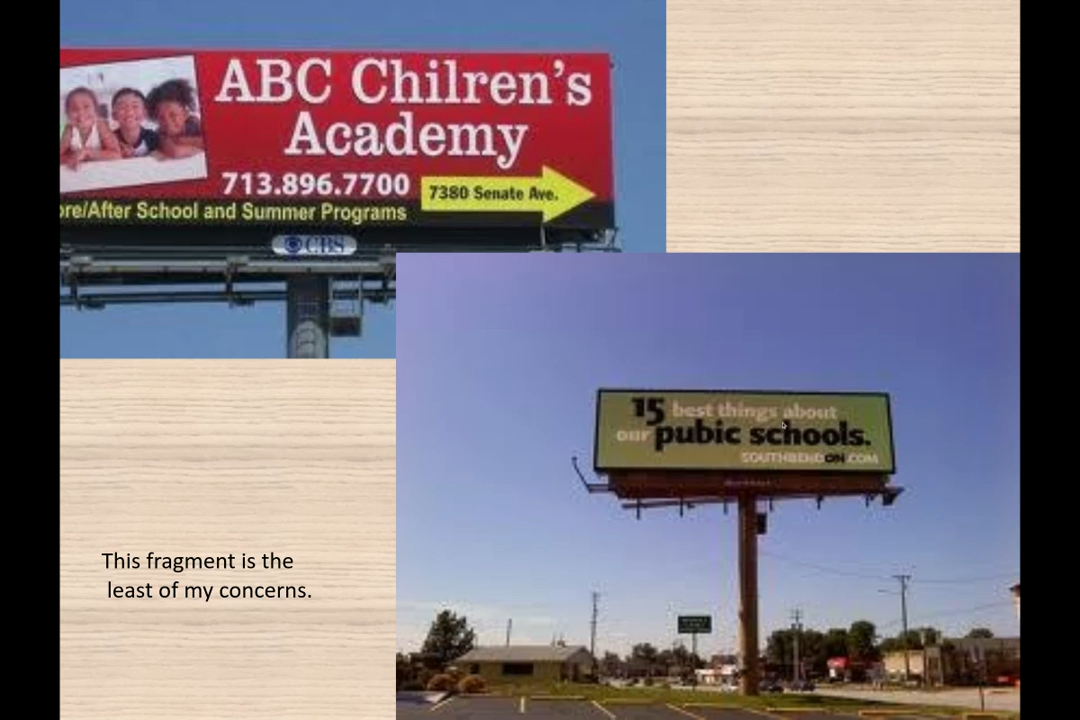 ABC Chilren's
Academy
713.896.7700
7380 Senate Ave.
ore/After School and Summer Programs
CBS
15 best things about
our pubic schools.
SOUTHBENDON.COM
This fragment is the
least of my concerns.